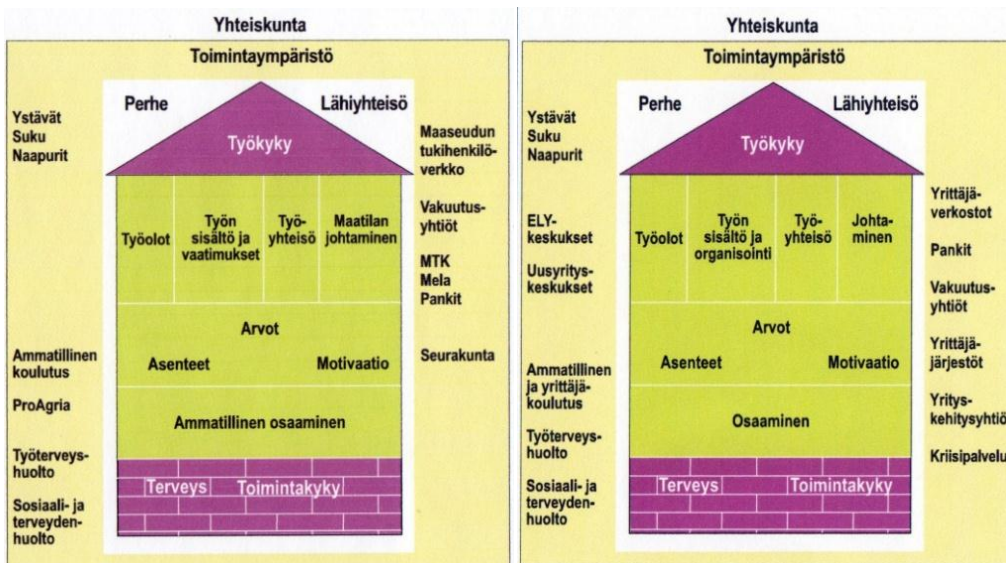 Yhteiskunta
Toimintaympäristö
Perhe
Lähiyhteisö
Ystävät
Suku
Naapurit
Työkyky
Maaseudun
tukihenkilö-
verkko
Vakuutus-
yhtiöt
MTK
Mela
Pankit
Seurakunta
Työolot
Työn
sisältö ja
vaatimukset
Työ-
yhteisö
Maatilan
johtaminen
Arvot
Asenteet
Motivaatio
Ammatillinen
koulutus
ProAgria
Ammatillinen osaaminen
Työterveys-
huolto
Sosiaali- ja
terveyden-
huolto
Terveys
Toimintakyky
Yhteiskunta
Toimintaympäristö
Perhe
Lähiyhteisö
Ystävät
Suku
Naapurit
Työkyky
ELY-
keskukset
Uusyritys-
keskukset
Työolot
Työn
sisältö ja
organisointi
Työ-
yhteisö
Johta-
minen
Yrittäjä-
verkostot
Pankit
Vakuutus-
yhtiöt
Yrittäjä-
järjestöt
Yritys-
kehitysyhtiö
Kriisipalvelu
Arvot
Asenteet
Motivaatio
Ammatillinen
ja yrittäjä-
koulutus
Osaaminen
Työterveys-
huolto
Sosiaali- ja
terveyden-
huolto
Terveys
Toimintakyky